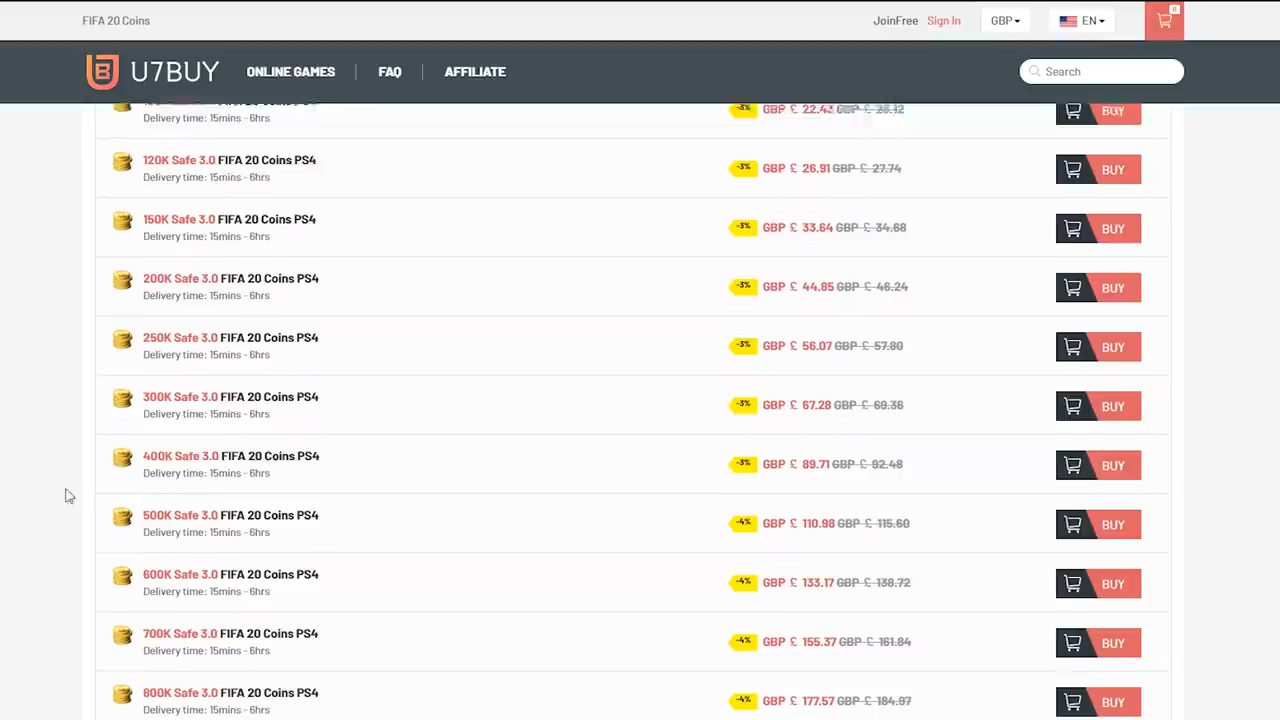 FIFA 20 Coins
JoinFree Sign In GBP EN 0
U7BUY ONLINE GAMES FAQ AFFILIATE Search
Delivery time: 15mins - 6hrs
-3% GBP £ 22.43 GBP £ 23.12 BUY
120K Safe 3.0 FIFA 20 Coins PS4
Delivery time: 15mins - 6hrs
-3% GBP £ 26.91 GBP £ 27.74 BUY
150K Safe 3.0 FIFA 20 Coins PS4
Delivery time: 15mins - 6hrs
-3% GBP £ 33.64 GBP £ 34.68 BUY
200K Safe 3.0 FIFA 20 Coins PS4
Delivery time: 15mins - 6hrs
-3% GBP £ 44.85 GBP £ 46.24 BUY
250K Safe 3.0 FIFA 20 Coins PS4
Delivery time: 15mins - 6hrs
-3% GBP £ 56.07 GBP £ 57.80 BUY
300K Safe 3.0 FIFA 20 Coins PS4
Delivery time: 15mins - 6hrs
-3% GBP £ 67.28 GBP £ 69.36 BUY
400K Safe 3.0 FIFA 20 Coins PS4
Delivery time: 15mins - 6hrs
-3% GBP £ 89.71 GBP £ 92.48 BUY
500K Safe 3.0 FIFA 20 Coins PS4
Delivery time: 15mins - 6hrs
-4% GBP £ 110.98 GBP £ 115.60 BUY
600K Safe 3.0 FIFA 20 Coins PS4
Delivery time: 15mins - 6hrs
-4% GBP £ 133.17 GBP £ 138.72 BUY
700K Safe 3.0 FIFA 20 Coins PS4
Delivery time: 15mins - 6hrs
-4% GBP £ 155.37 GBP £ 161.84 BUY
800K Safe 3.0 FIFA 20 Coins PS4
Delivery time: 15mins - 6hrs
-4% GBP £ 177.57 GBP £ 184.97 BUY